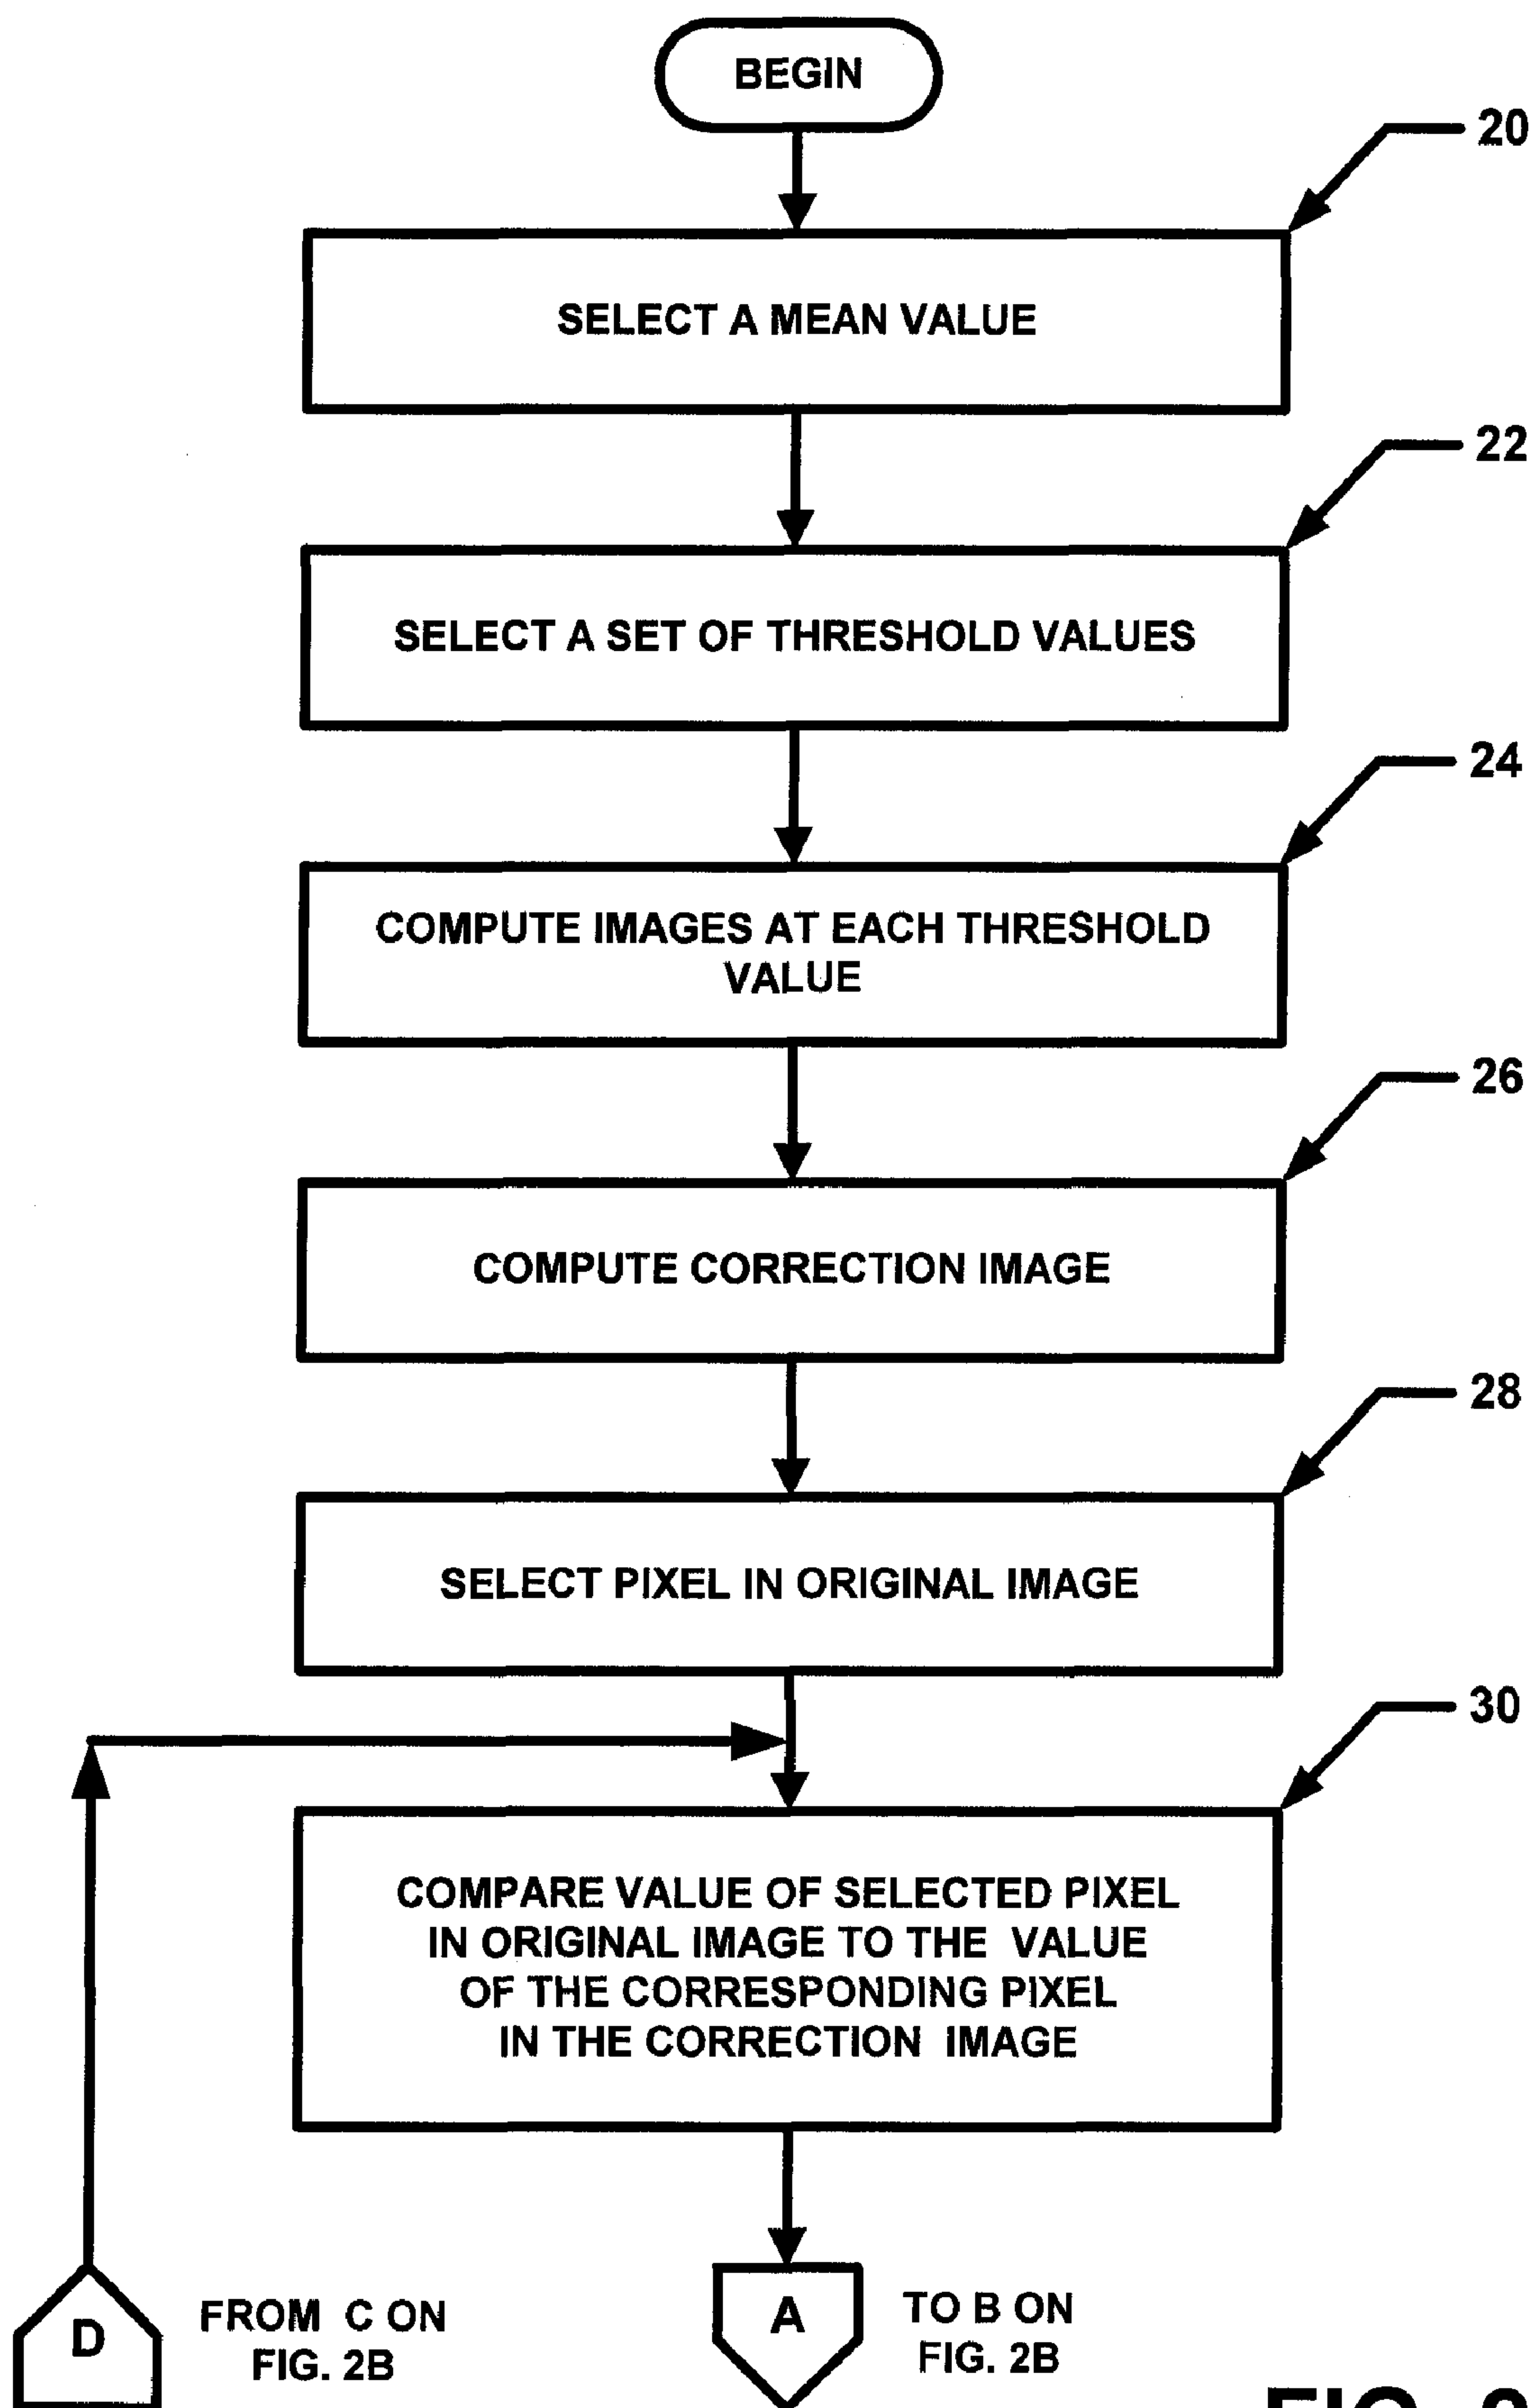 BEGIN
20
SELECT A MEAN VALUE
22
SELECT A SET OF THRESHOLD VALUES
24
COMPUTE IMAGES AT EACH THRESHOLD
VALUE
26
COMPUTE CORRECTION IMAGE
28
SELECT PIXEL IN ORIGINAL IMAGE
30
COMPARE VALUE OF SELECTED PIXEL
IN ORIGINAL IMAGE TO THE VALUE
OF THE CORRESPONDING PIXEL
IN THE CORRECTION IMAGE
D
FROM C ON
FIG. 2B
A
TO B ON
FIG. 2B